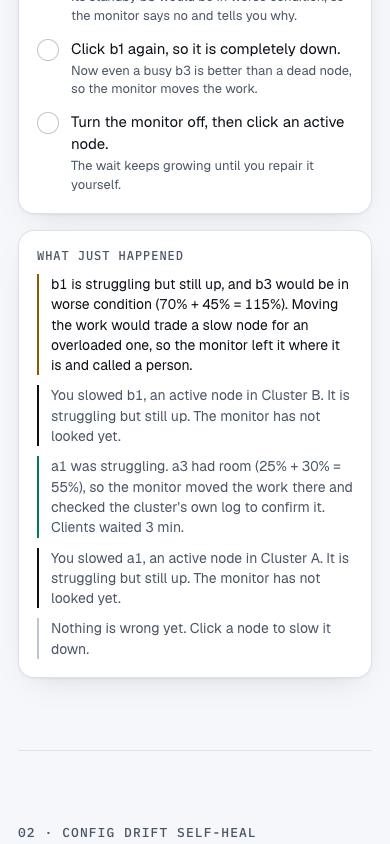 its standby b3 would be in worse condition, so
the monitor says no and tells you why.
Click b1 again, so it is completely down.
Now even a busy b3 is better than a dead node,
so the monitor moves the work.
Turn the monitor off, then click an active
node.
The wait keeps growing until you repair it
yourself.
WHAT JUST HAPPENED
b1 is struggling but still up, and b3 would be in
worse condition (70% + 45% = 115%). Moving
the work would trade a slow node for an
overloaded one, so the monitor left it where it
is and called a person.
You slowed b1, an active node in Cluster B. It is
struggling but still up. The monitor has not
looked yet.
a1 was struggling. a3 had room (25% + 30% =
55%), so the monitor moved the work there and
checked the cluster's own log to confirm it.
Clients waited 3 min.
You slowed a1, an active node in Cluster A. It is
struggling but still up. The monitor has not
looked yet.
Nothing is wrong yet. Click a node to slow it
down.
02 · CONFIG DRIFT SELF-HEAL